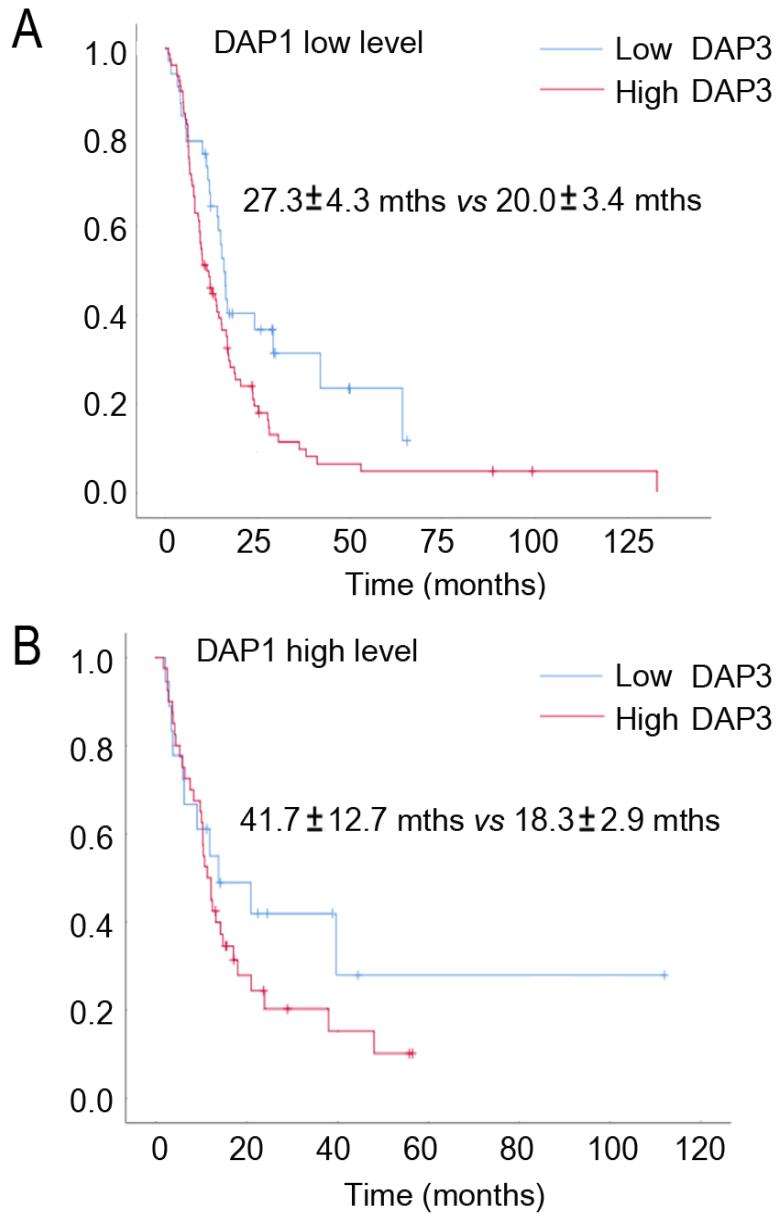 A
DAP1 low level
Low DAP3
High DAP3
27.3±4.3 mths vs 20.0±3.4 mths
1.0
0.8
0.6
0.4
0.2
0.0
0 25 50 75 100 125
Time (months)
B
DAP1 high level
Low DAP3
High DAP3
41.7±12.7 mths vs 18.3±2.9 mths
1.0
0.8
0.6
0.4
0.2
0.0
0 20 40 60 80 100 120
Time (months)